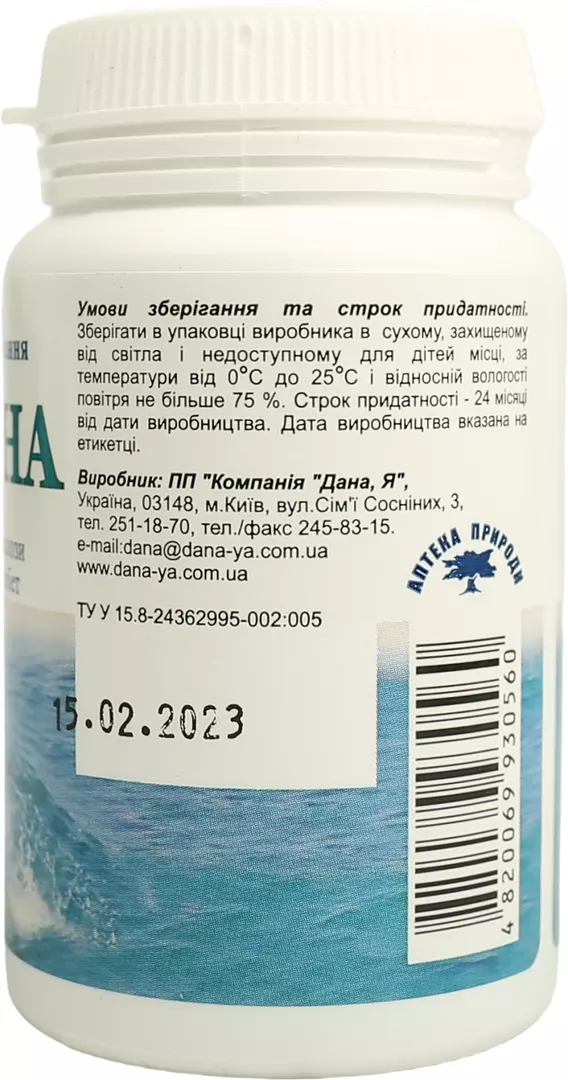 Умови зберігання та строк придатності.
Зберігати в упаковці виробника в сухому, захищеному
від світла і недоступному для дітей місці, за
температури від 0°С до 25°С і відносній вологості
повітря не більше 75 %. Строк придатності - 24 місяці
від дати виробництва. Дата виробництва вказана на
етикетці.
Виробник: ПП "Компанія "Дана, Я",
Україна, 03148, м.Київ, вул.Сім'ї Сосніних, 3,
тел. 251-18-70, тел./факс 245-83-15.
e-mail:dana@dana-ya.com.ua
www.dana-ya.com.ua
АПТЕКА ПРИРОДИ
ТУ У 15.8-24362995-002:005
15.02.2023
4 820069 930560